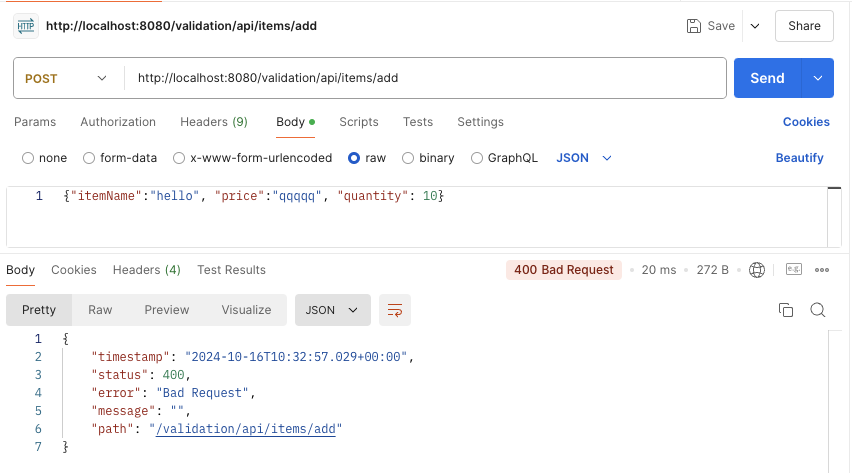 HTTP http://localhost:8080/validation/api/items/add Save Share
POST http://localhost:8080/validation/api/items/add Send
Params Authorization Headers (9) Body Scripts Tests Settings Cookies
none form-data x-www-form-urlencoded raw binary GraphQL JSON Beautify
1 {"itemName":"hello", "price":"qqqqq", "quantity": 10}
Body Cookies Headers (4) Test Results 400 Bad Request 20 ms 272 B e.g.
Pretty Raw Preview Visualize JSON
1 {
2 "timestamp": "2024-10-16T10:32:57.029+00:00",
3 "status": 400,
4 "error": "Bad Request",
5 "message": "",
6 "path": "/validation/api/items/add"
7 }